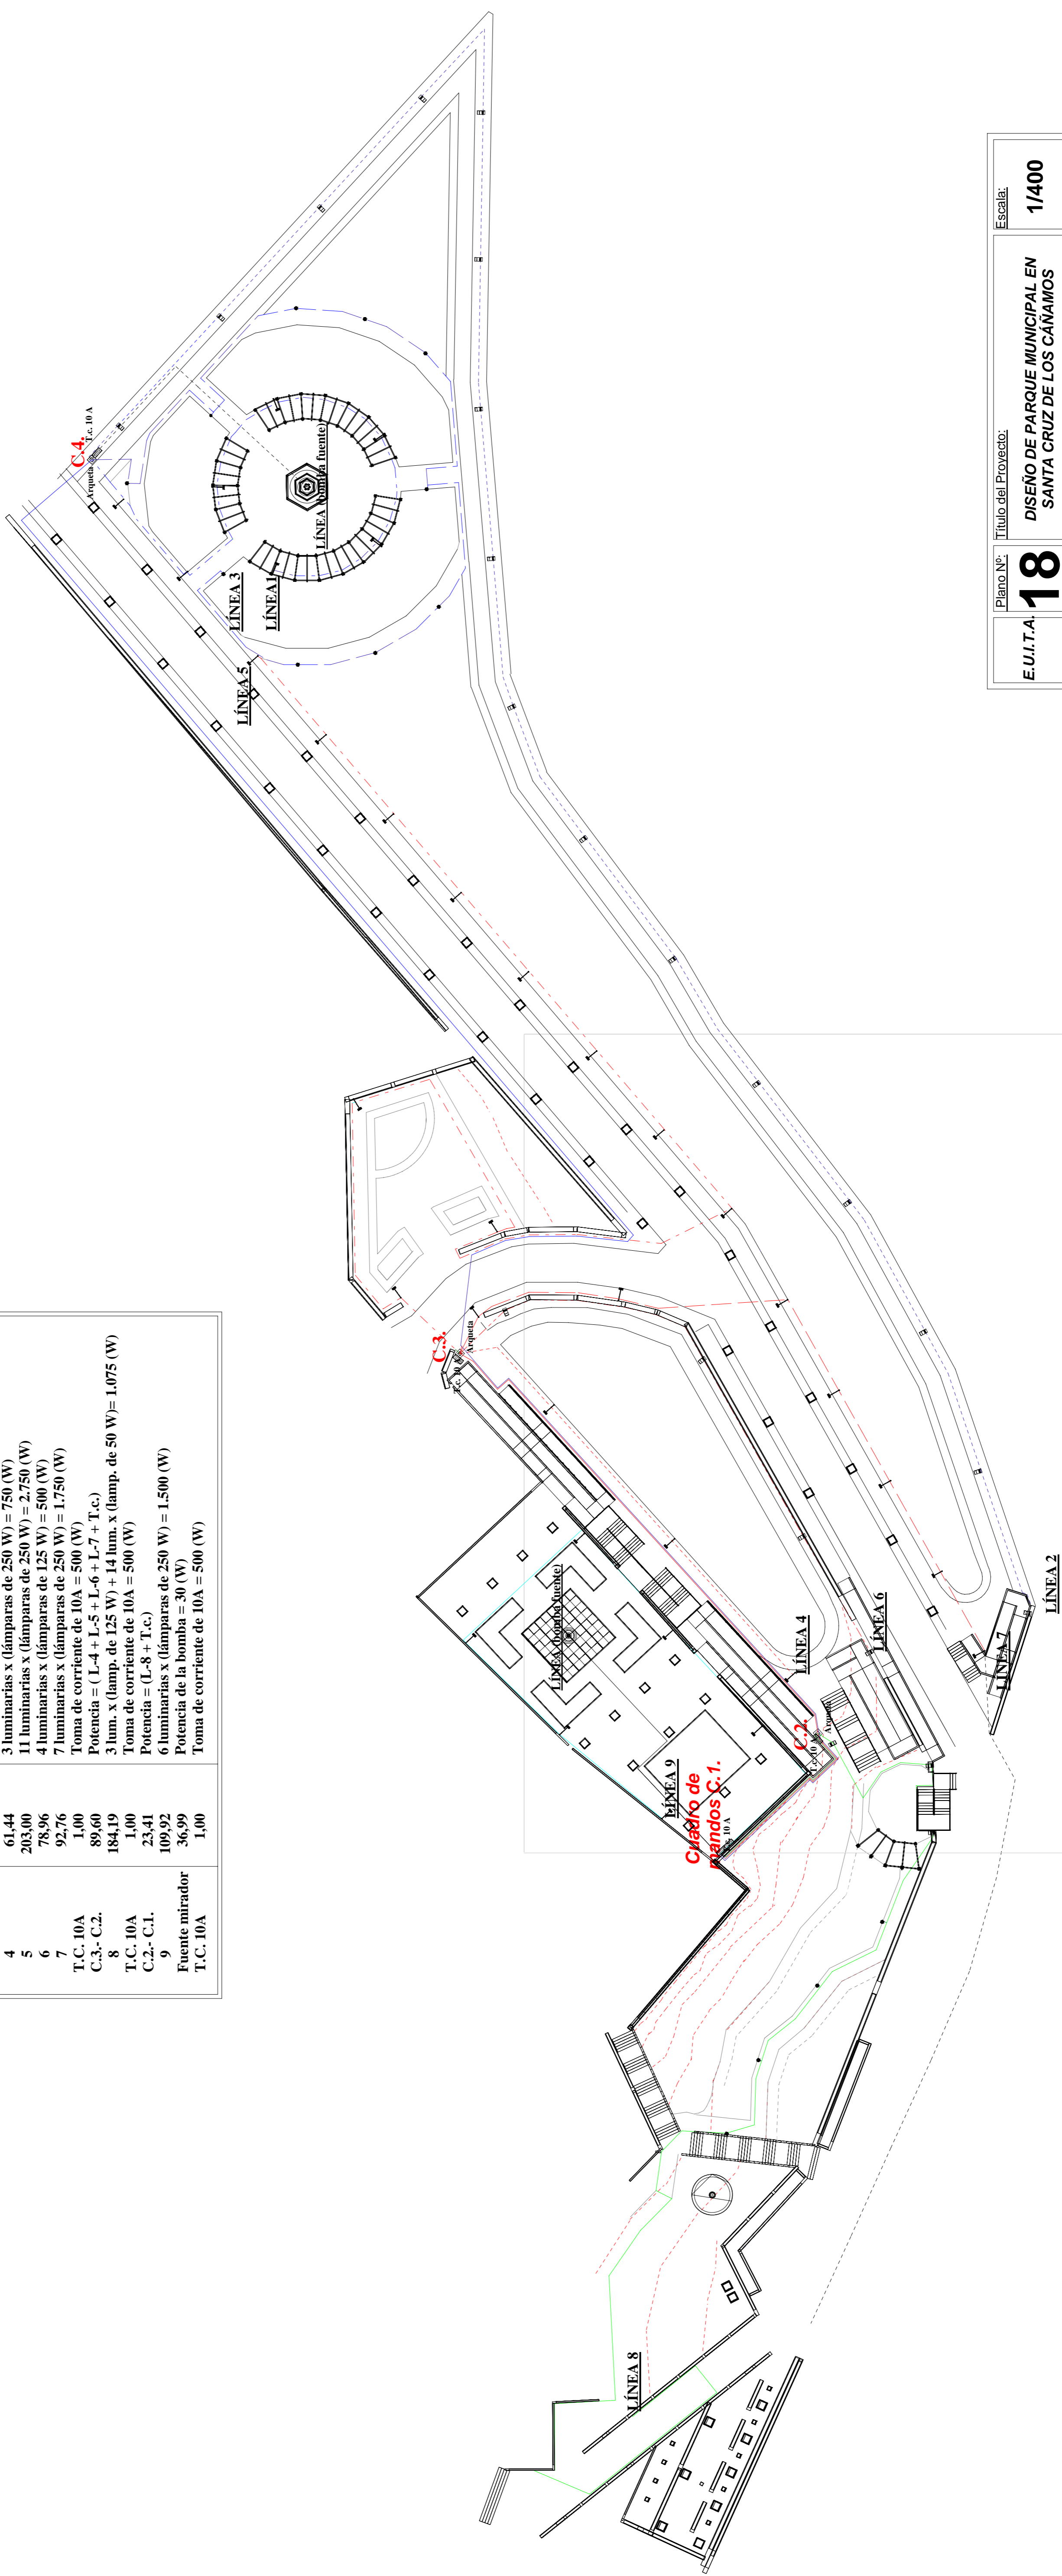 4 61,44 3 luminarias x (lámparas de 250 W) = 750 (W)
5 203,00 11 luminarias x (lámparas de 250 W) = 2.750 (W)
6 78,96 4 luminarias x (lámparas de 125 W) = 500 (W)
7 92,76 7 luminarias x (lámparas de 250 W) = 1.750 (W)
T.C. 10A 1,00 Toma de corriente de 10A = 500 (W)
C.3.- C.2. 89,60 Potencia = ( L-4 + L-5 + L-6 + L-7 + T.c.)
8 184,19 3 lum. x (lamp. de 125 W) + 14 lum. x (lamp. de 50 W)= 1.075 (W)
T.C. 10A 1,00 Toma de corriente de 10A = 500 (W)
C.2.- C.1. 23,41 Potencia = (L-8 + T.c.)
9 109,92 6 luminarias x (lámparas de 250 W) = 1.500 (W)
Fuente mirador 36,99 Potencia de la bomba = 30 (W)
T.C. 10A 1,00 Toma de corriente de 10A = 500 (W)
C.4.
T.c. 10 A
Arqueta
LÍNEA (bomba fuente)
LÍNEA 3
LÍNEA1
LÍNEA 5
C.3.
T.c. 10 A
Arqueta
LÍNEA (bomba fuente)
LÍNEA 4
LÍNEA 6
LÍNEA 7
LÍNEA 2
C.2.
T.c. 10 A
Arqueta
LÍNEA 9
Cuadro de
mandos C.1.
10 A
LÍNEA 8
E.U.I.T.A.
Plano Nº:
18
Título del Proyecto:
DISEÑO DE PARQUE MUNICIPAL EN
SANTA CRUZ DE LOS CÁÑAMOS
Escala:
1/400